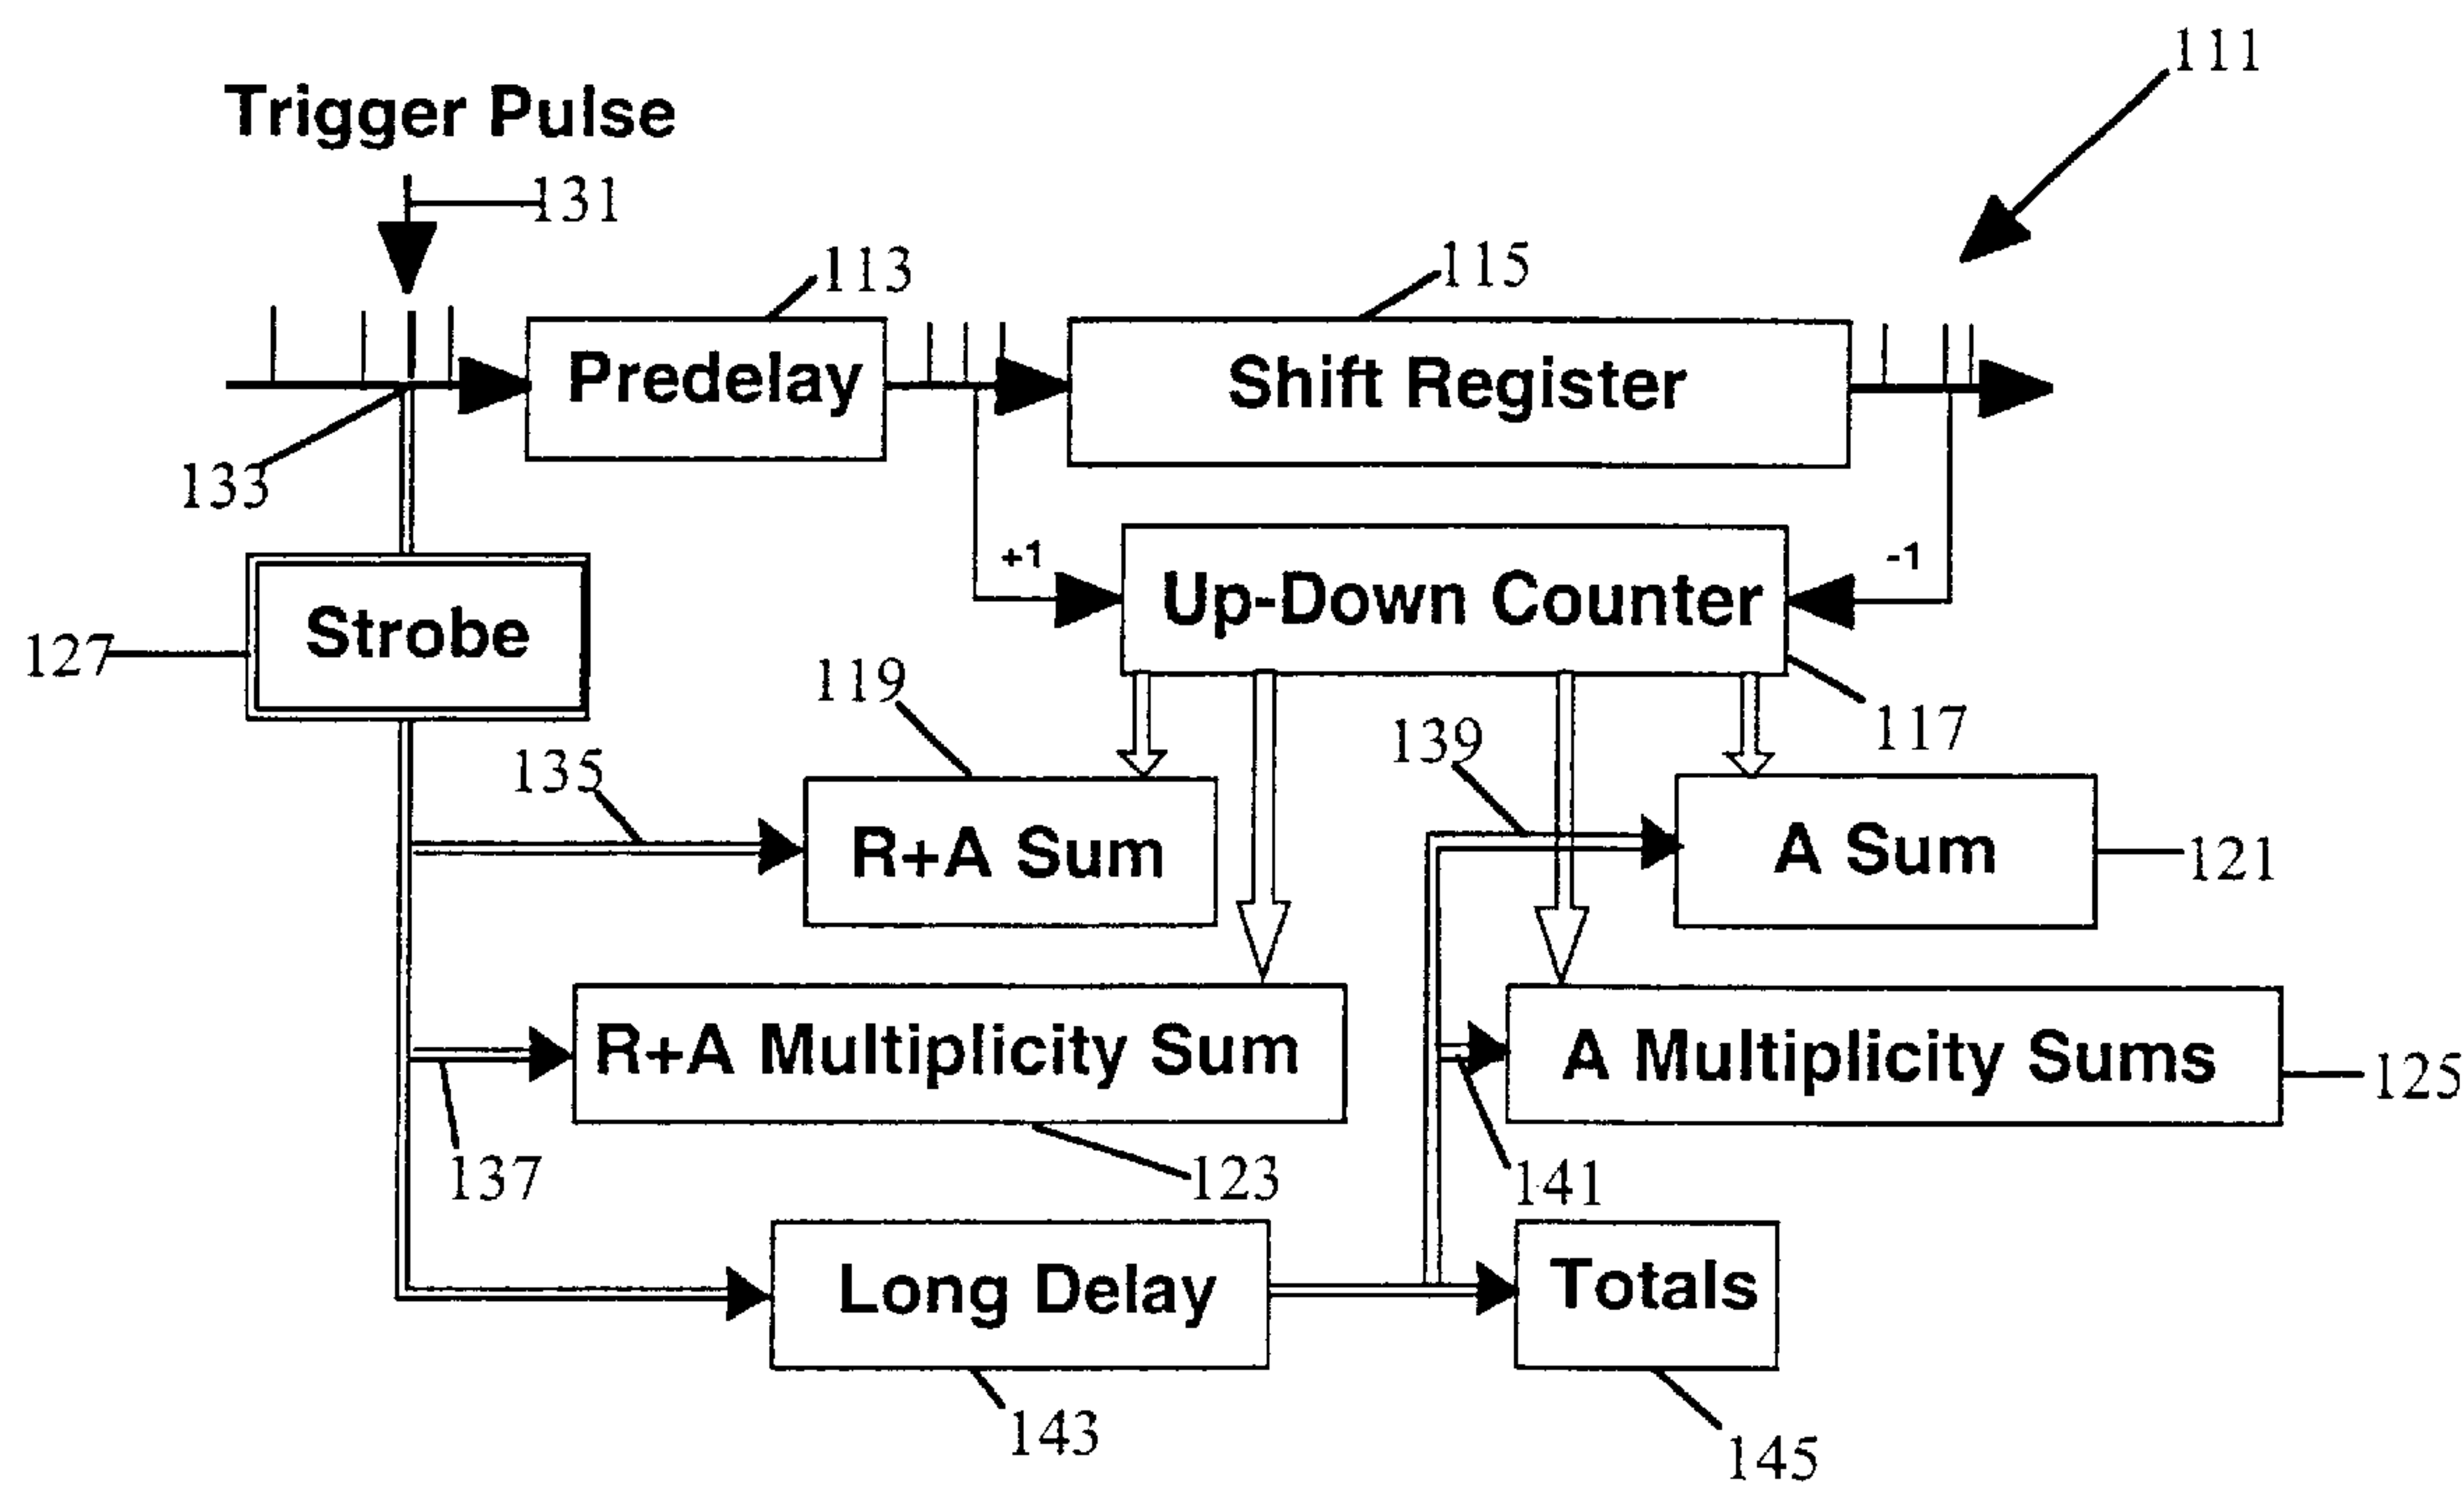 111
Trigger Pulse
131
113
115
Predelay
Shift Register
133
+1
-1
Up-Down Counter
Strobe
127
119
117
139
135
R+A Sum
A Sum
121
R+A Multiplicity Sum
A Multiplicity Sums
125
137
123
141
Long Delay
Totals
143
145